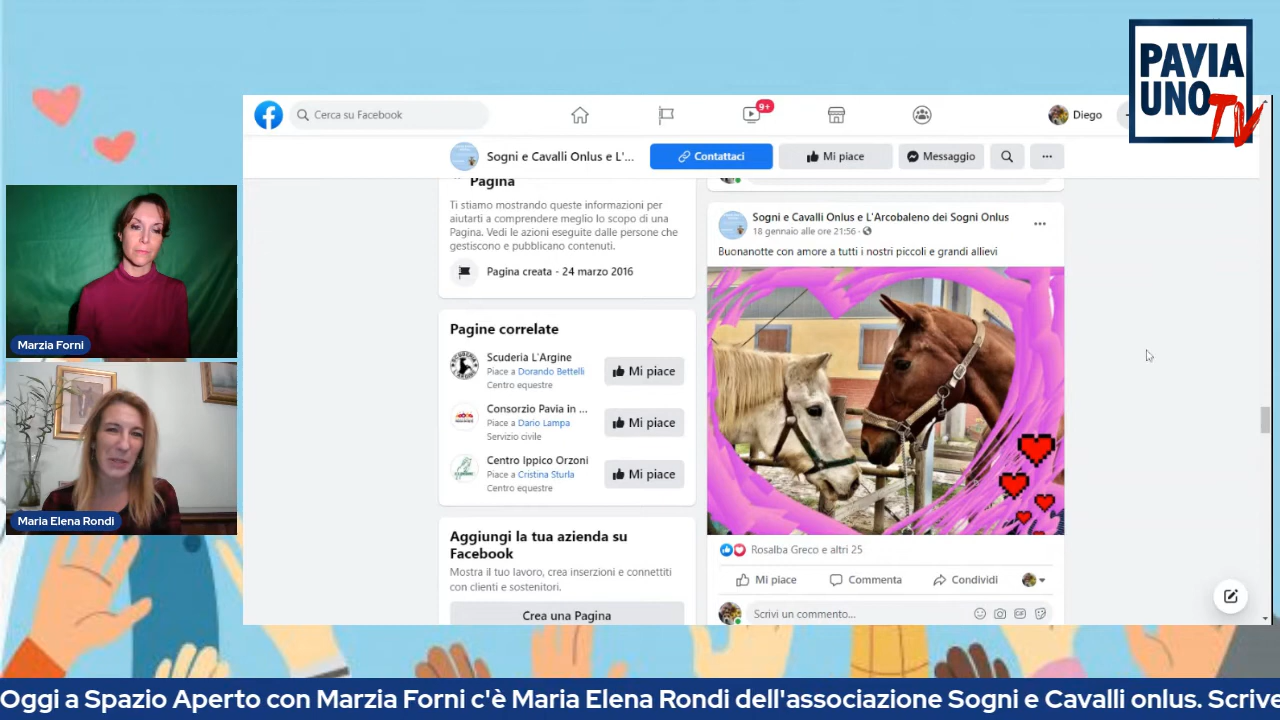 PAVIA
UNO TV
Cerca su Facebook
9+
Diego
Sogni e Cavalli Onlus e L'...
Contattaci
Mi piace
Messaggio
Pagina
Ti stiamo mostrando queste informazioni per
aiutarti a comprendere meglio lo scopo di una
Pagina. Vedi le azioni eseguite dalle persone che
gestiscono e pubblicano contenuti.
Pagina creata - 24 marzo 2016
Pagine correlate
Scuderia L'Argine
Piace a Dorando Bettelli
Centro equestre
Mi piace
Consorzio Pavia in ...
Piace a Dario Lampa
Servizio civile
Mi piace
Centro Ippico Orzoni
Piace a Cristina Sturla
Centro equestre
Mi piace
Aggiungi la tua azienda su
Facebook
Mostra il tuo lavoro, crea inserzioni e connettiti
con clienti e sostenitori.
Crea una Pagina
Sogni e Cavalli Onlus e L'Arcobaleno dei Sogni Onlus
18 gennaio alle ore 21:56 ·
Buonanotte con amore a tutti i nostri piccoli e grandi allievi
Rosalba Greco e altri 25
Mi piace
Commenta
Condividi
Scrivi un commento...
Marzia Forni
Maria Elena Rondi
Oggi a Spazio Aperto con Marzia Forni c'è Maria Elena Rondi dell'associazione Sogni e Cavalli onlus. Scrive